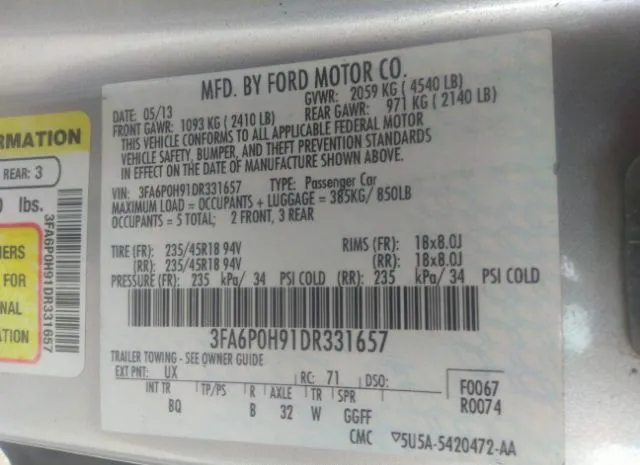 MFD. BY FORD MOTOR CO.
DATE: 05/13 GVWR: 2059 KG ( 4540 LB)
FRONT GAWR: 1093 KG ( 2410 LB) REAR GAWR: 971 KG ( 2140 LB)
THIS VEHICLE CONFORMS TO ALL APPLICABLE FEDERAL MOTOR
VEHICLE SAFETY, BUMPER, AND THEFT PREVENTION STANDARDS
IN EFFECT ON THE DATE OF MANUFACTURE SHOWN ABOVE.
VIN: 3FA6P0H91DR331657 TYPE: Passenger Car
MAXIMUM LOAD = OCCUPANTS + LUGGAGE = 385KG/ 850LB
OCCUPANTS = 5 TOTAL; 2 FRONT, 3 REAR
TIRE (FR): 235/45R18 94V RIMS (FR): 18x8.0J
(RR): 235/45R18 94V (RR): 18x8.0J
PRESSURE (FR): 235 kPa/ 34 PSI COLD (RR): 235 kPa/ 34 PSI COLD
3FA6P0H91DR331657
TRAILER TOWING - SEE OWNER GUIDE
EXT PNT: UX RC: 71 DSO:
INT TR TP/PS R AXLE TR SPR
BQ B 32 W GGFF
F0067
R0074
CMC ▽5U5A-5420472-AA
RMATION
REAR: 3
lbs.
3FA6P0H91DR331657
FOR
NAL